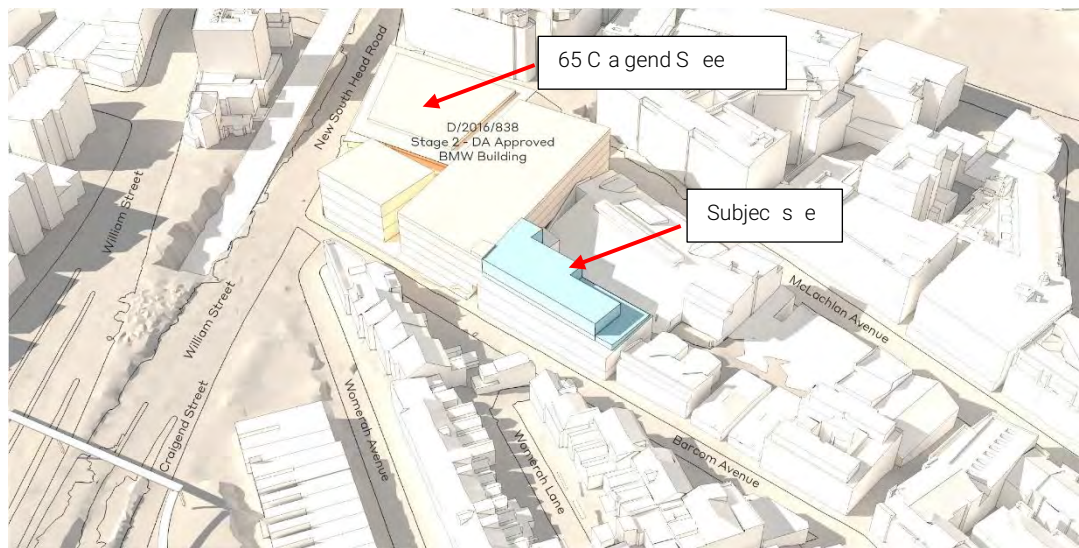 65 C a gend S ee
New South Head Road
D/2016/838
Stage 2 - DA Approved
BMW Building
Subjec s e
William Street
William Street
McLachlan Avenue
Craigend Street
Womerah Avenue
Womerah Lane
Barcom Avenue